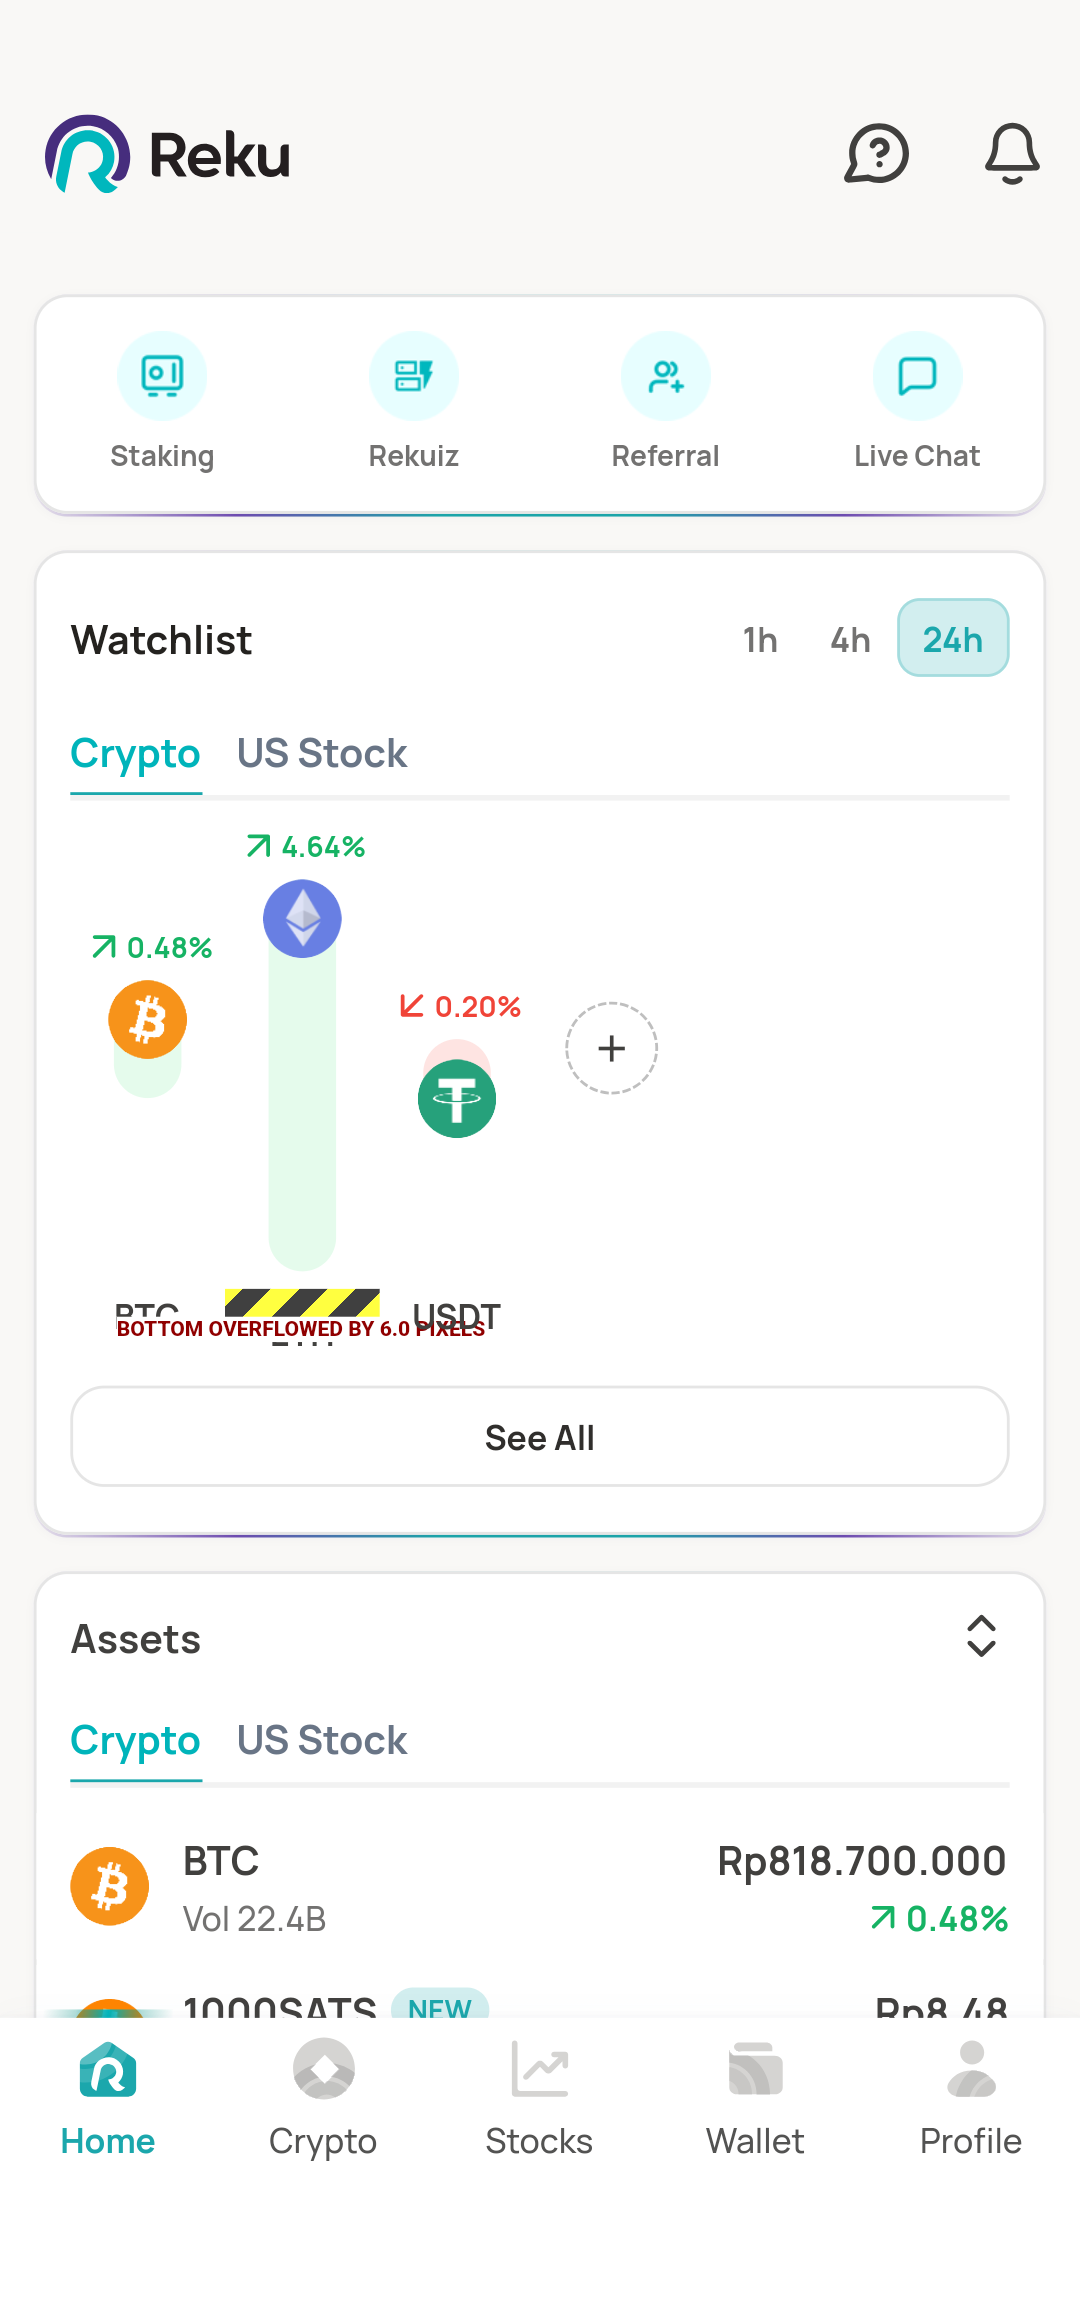 Reku
Staking
Rekuiz
Referral
Live Chat
Watchlist
1h
4h
24h
Crypto
US Stock
4.64%
0.48%
0.20%
BTC
USDT
BOTTOM OVERFLOWED BY 6.0 PIXELS
See All
Assets
Crypto
US Stock
BTC
Rp818.700.000
Vol 22.4B
0.48%
1000SATS
NEW
Rp8,48
Home
Crypto
Stocks
Wallet
Profile